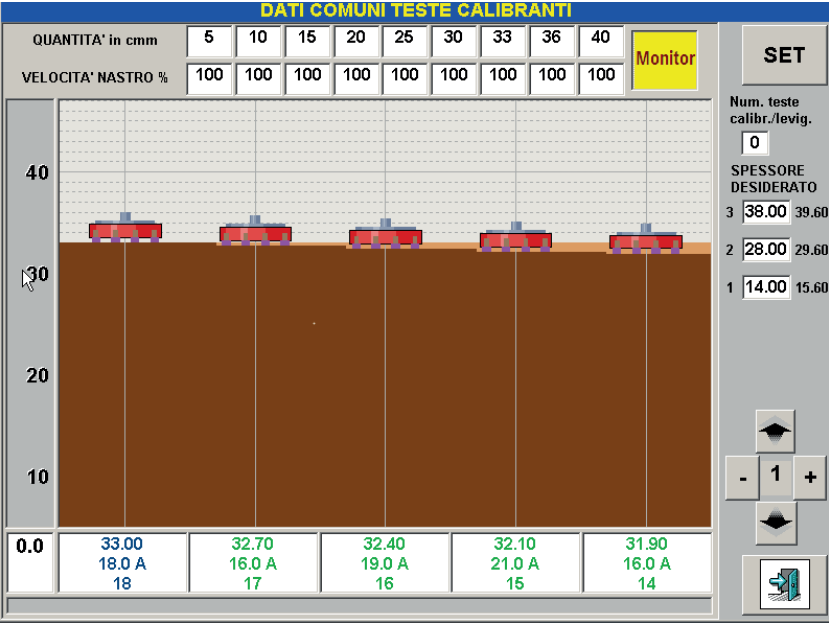 DATI COMUNI TESTE CALIBRANTI
QUANTITA' in cmm 5 10 15 20 25 30 33 36 40
VELOCITA' NASTRO % 100 100 100 100 100 100 100 100 100
Monitor
SET
Num. teste
calibr./levig.
0
SPESSORE
DESIDERATO
3 38.00 39.60
2 28.00 29.60
1 14.00 15.60
40
30
20
10
- 1 +
0.0
33.00 32.70 32.40 32.10 31.90
18.0 A 16.0 A 19.0 A 21.0 A 16.0 A
18 17 16 15 14